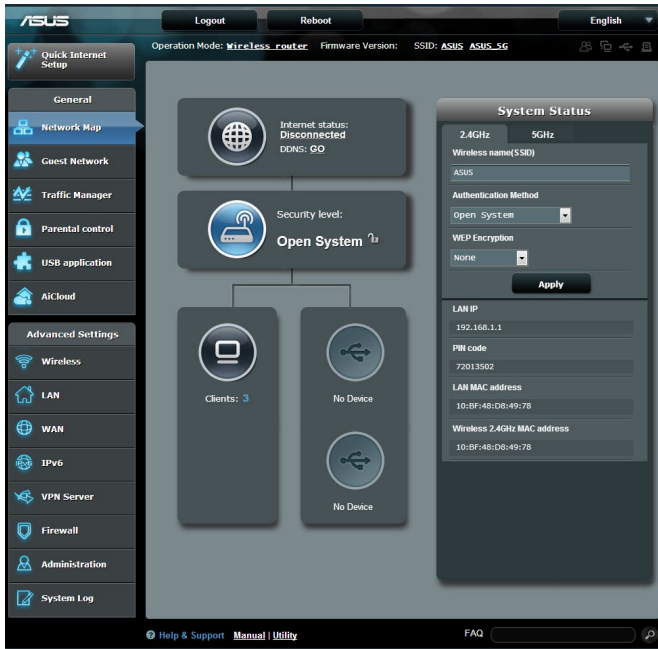 ASUS
Logout
Reboot
English
Quick Internet
Setup
Operation Mode: Wireless router Firmware Version: SSID: ASUS ASUS_5G
General
Network Map
Guest Network
Traffic Manager
Parental control
USB application
AiCloud
Advanced Settings
Wireless
LAN
WAN
IPv6
VPN Server
Firewall
Administration
System Log
Internet status:
Disconnected
DDNS: GO
Security level:
Open System
Clients: 3
No Device
No Device
System Status
2.4GHz 5GHz
Wireless name(SSID)
ASUS
Authentication Method
Open System
WEP Encryption
None
Apply
LAN IP
192.168.1.1
PIN code
72013502
LAN MAC address
10:BF:48:D8:49:78
Wireless 2.4GHz MAC address
10:BF:48:D8:49:78
? Help & Support Manual | Utility
FAQ